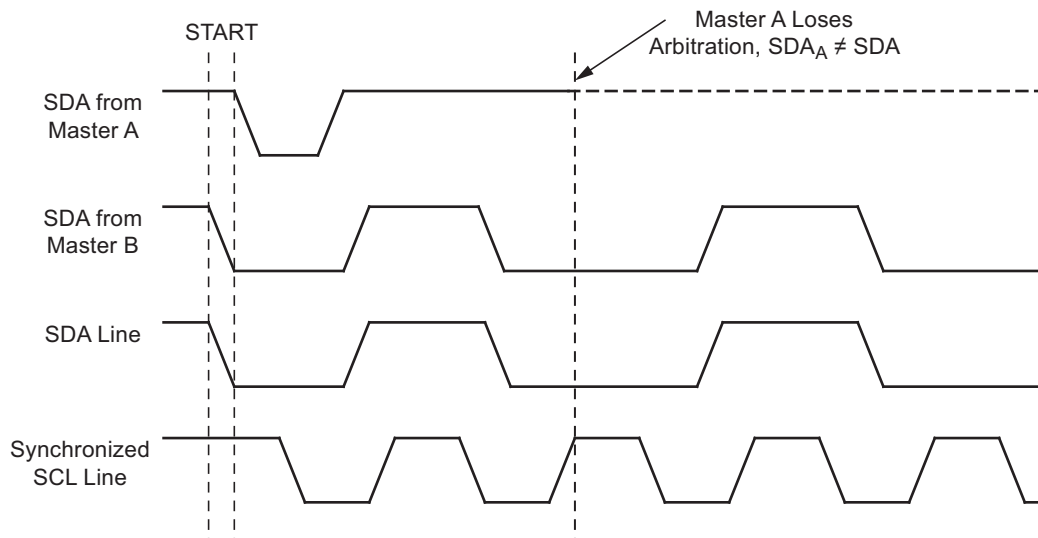 START
Master A Loses
Arbitration, SDA_A ≠ SDA
SDA from
Master A
SDA from
Master B
SDA Line
Synchronized
SCL Line